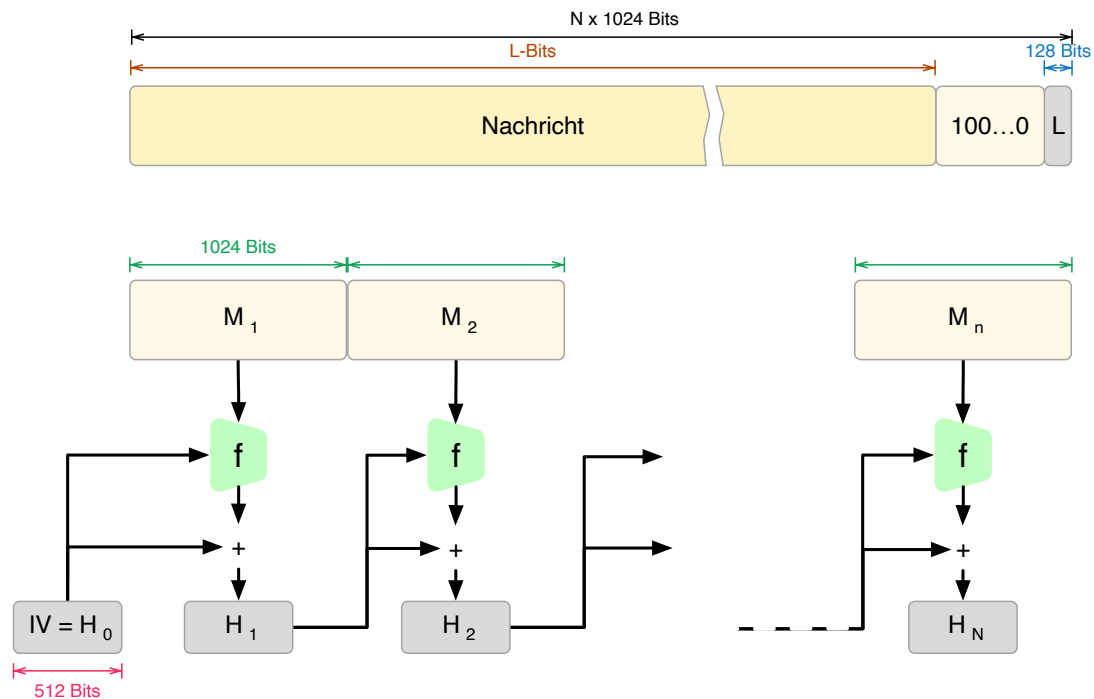 N x 1024 Bits
L-Bits
128 Bits
Nachricht
100…0
L
1024 Bits
M 1
M 2
M n
f
f
f
+
+
+
IV = H 0
H 1
H 2
H N
512 Bits